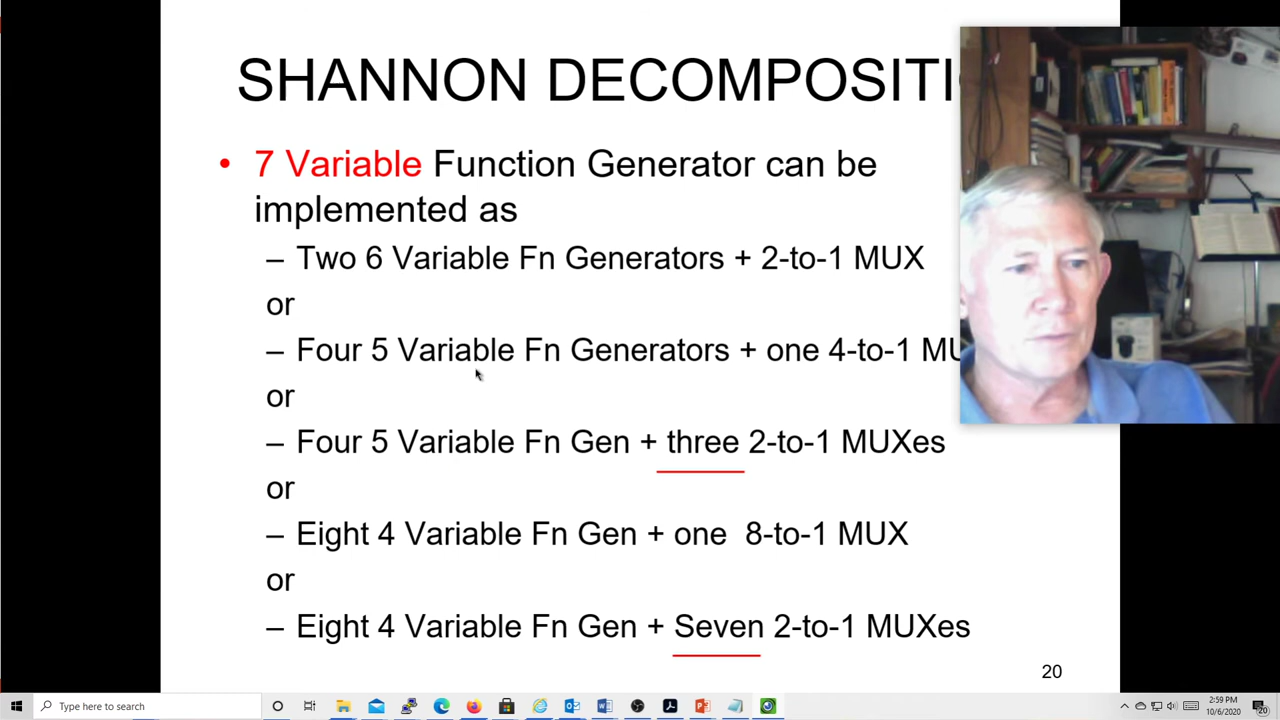 SHANNON DECOMPOSITI
• 7 Variable Function Generator can be
implemented as
– Two 6 Variable Fn Generators + 2-to-1 MUX
or
– Four 5 Variable Fn Generators + one 4-to-1 MU
or
– Four 5 Variable Fn Gen + three 2-to-1 MUXes
or
– Eight 4 Variable Fn Gen + one 8-to-1 MUX
or
– Eight 4 Variable Fn Gen + Seven 2-to-1 MUXes
20
Type here to search
2:59 PM
10/6/2020
20